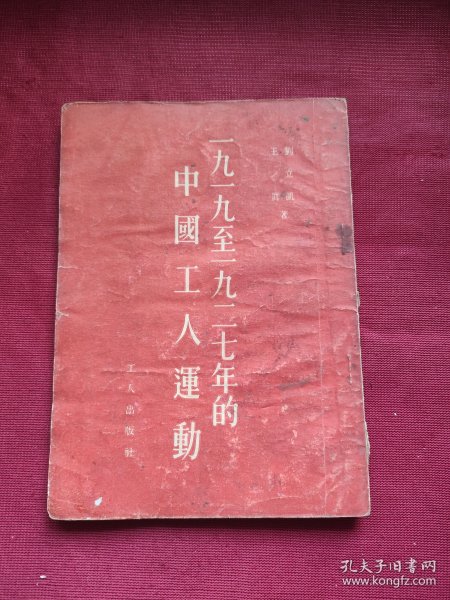 劉立凱
王真 著
一九一九至一九二七年的
中國工人運動
工人出版社
孔夫子旧书网
www.kongfz.com